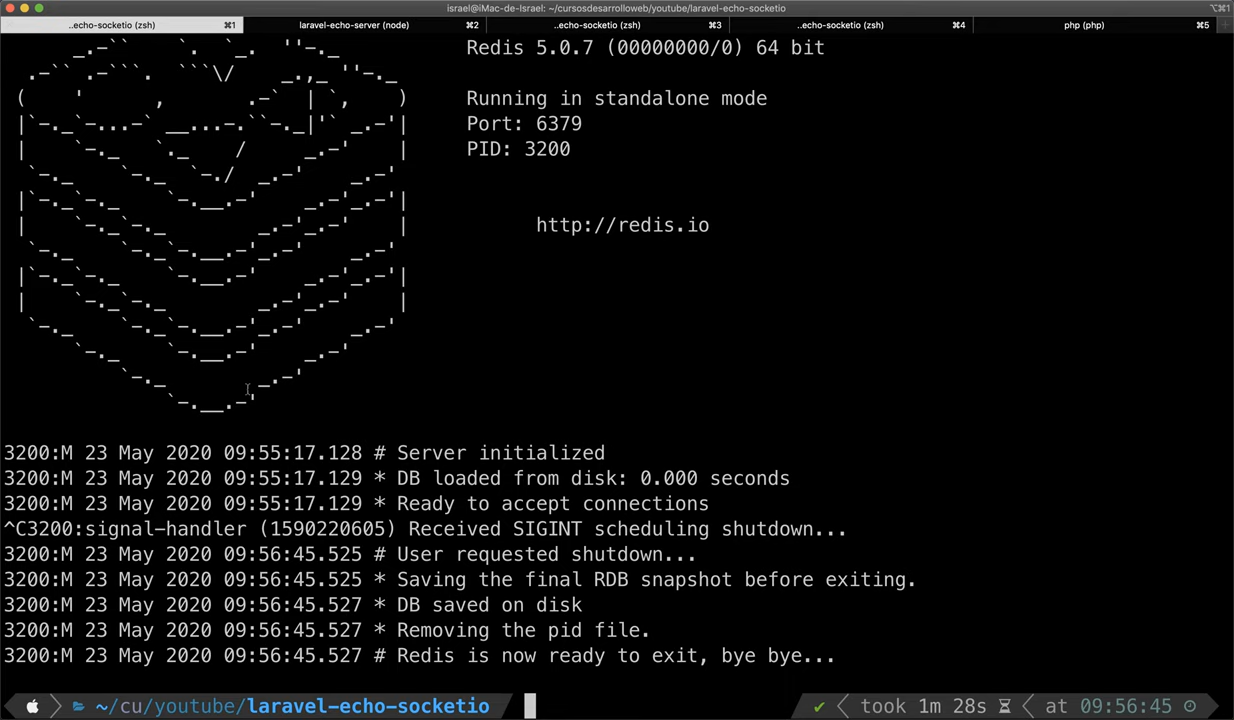 israel@iMac-de-Israel: ~/cursosdesarrolloweb/youtube/laravel-echo-socketio
⌥⌘1
..echo-socketio (zsh) ⌘1 laravel-echo-server (node) ⌘2 ..echo-socketio (zsh) ⌘3 ..echo-socketio (zsh) ⌘4 php (php) ⌘5
Redis 5.0.7 (00000000/0) 64 bit
Running in standalone mode
Port: 6379
PID: 3200
http://redis.io
3200:M 23 May 2020 09:55:17.128 # Server initialized
3200:M 23 May 2020 09:55:17.129 * DB loaded from disk: 0.000 seconds
3200:M 23 May 2020 09:55:17.129 * Ready to accept connections
^C3200:signal-handler (1590220605) Received SIGINT scheduling shutdown...
3200:M 23 May 2020 09:56:45.525 # User requested shutdown...
3200:M 23 May 2020 09:56:45.525 * Saving the final RDB snapshot before exiting.
3200:M 23 May 2020 09:56:45.527 * DB saved on disk
3200:M 23 May 2020 09:56:45.527 * Removing the pid file.
3200:M 23 May 2020 09:56:45.527 # Redis is now ready to exit, bye bye...
~/cu/youtube/laravel-echo-socketio ✔ took 1m 28s at 09:56:45